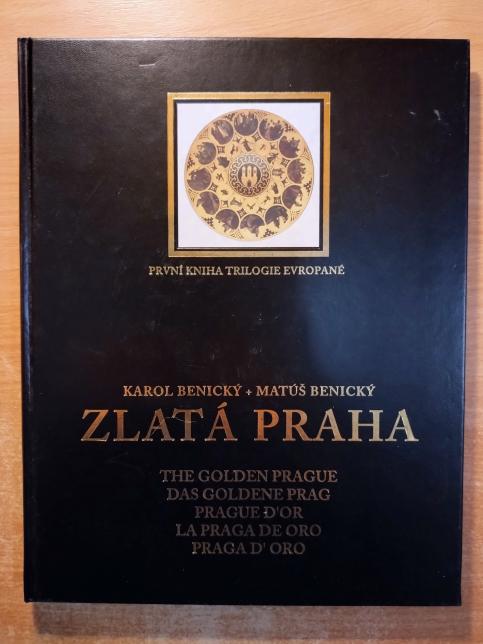 PRVNÍ KNIHA TRILOGIE EVROPANÉ
KAROL BENICKÝ + MATÚŠ BENICKÝ
ZLATÁ PRAHA
THE GOLDEN PRAGUE
DAS GOLDENE PRAG
PRAGUE D'OR
LA PRAGA DE ORO
PRAGA D' ORO